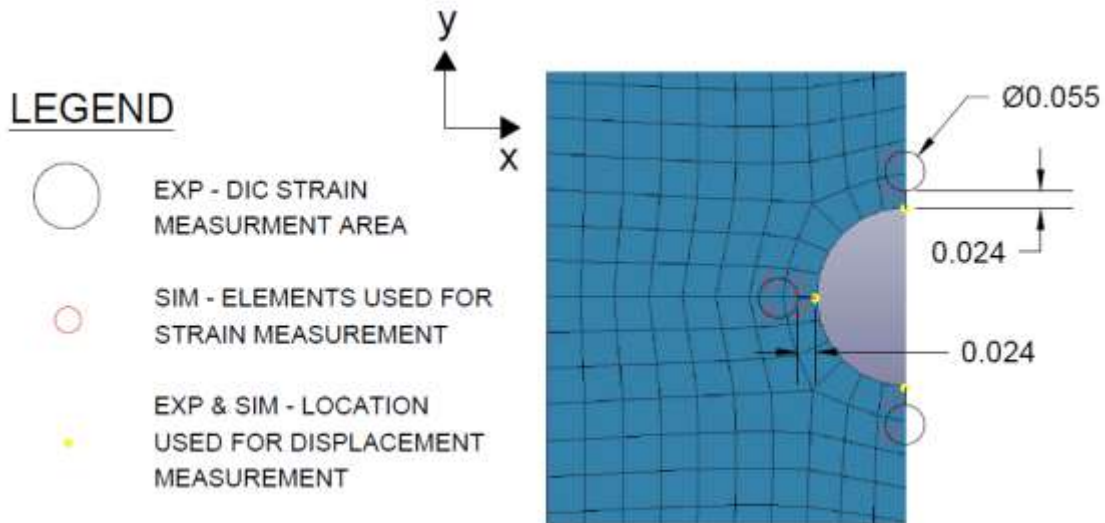 y
x
LEGEND
EXP - DIC STRAIN
MEASURMENT AREA
SIM - ELEMENTS USED FOR
STRAIN MEASUREMENT
EXP & SIM - LOCATION
USED FOR DISPLACEMENT
MEASUREMENT
Ø0.055
0.024
0.024